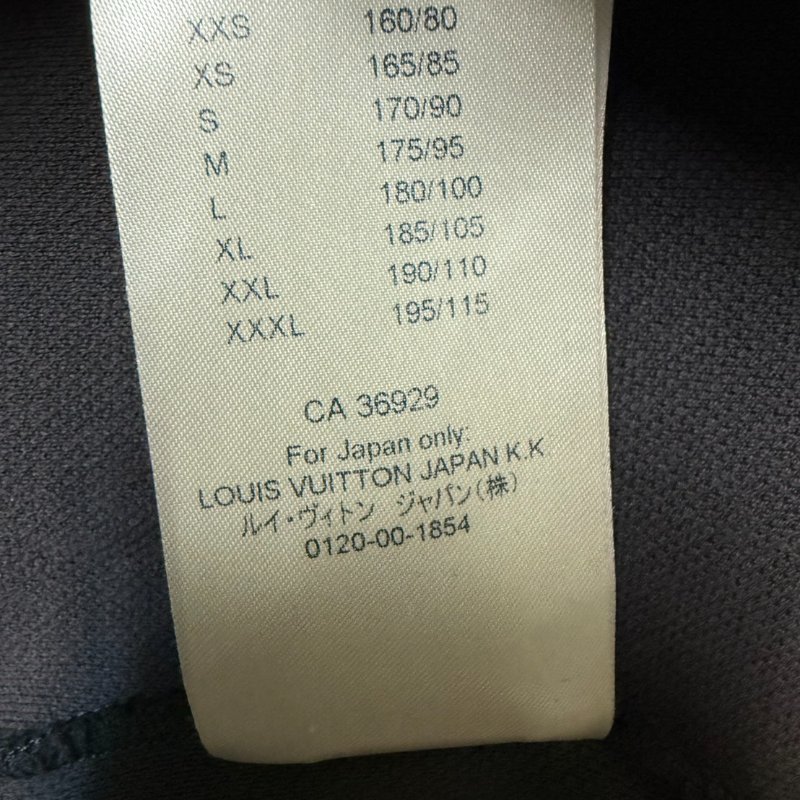 XXS 160/80
XS 165/85
S 170/90
M 175/95
L 180/100
XL 185/105
XXL 190/110
XXXL 195/115
CA 36929
For Japan only:
LOUIS VUITTON JAPAN K.K.
ルイ・ヴィトン ジャパン(株)
0120-00-1854